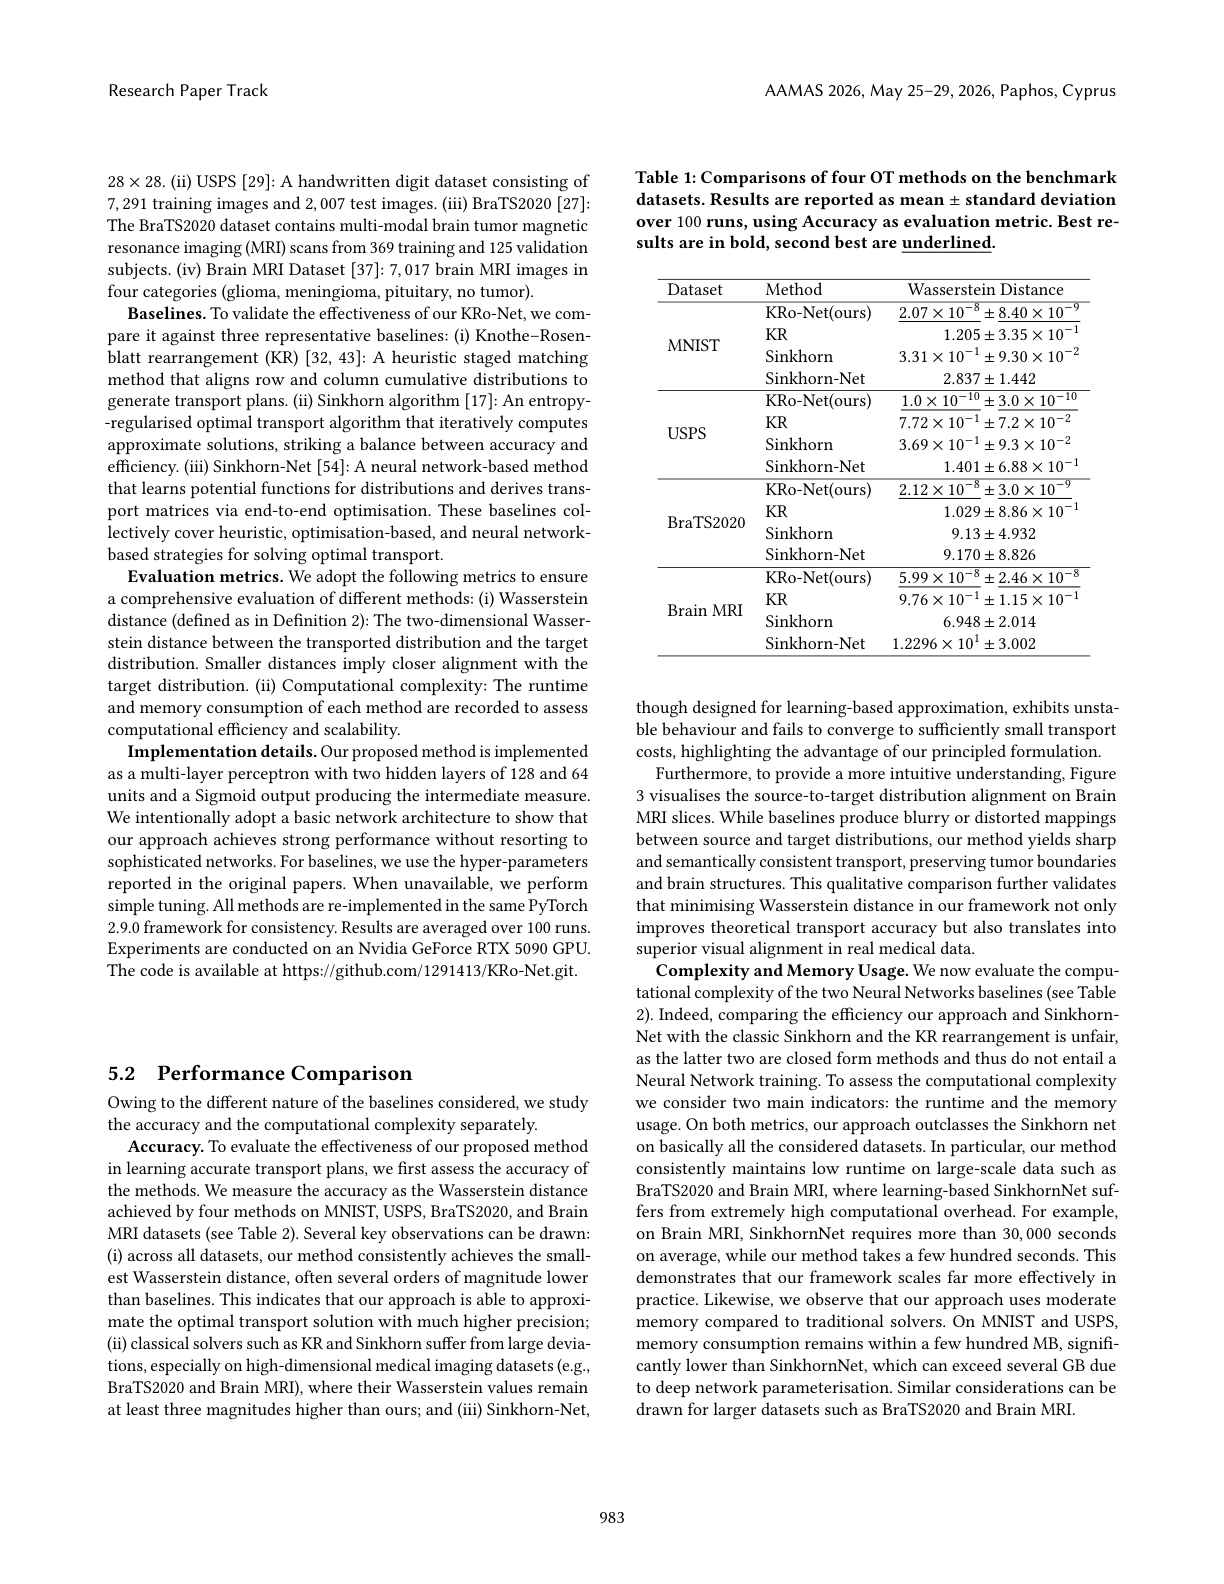 Research Paper Track
AAMAS 2026, May 25–29, 2026, Paphos, Cyprus
28 × 28. (ii) USPS [29]: A handwritten digit dataset consisting of
7, 291 training images and 2, 007 test images. (iii) BraTS2020 [27]:
The BraTS2020 dataset contains multi-modal brain tumor magnetic
resonance imaging (MRI) scans from 369 training and 125 validation
subjects. (iv) Brain MRI Dataset [37]: 7, 017 brain MRI images in
four categories (glioma, meningioma, pituitary, no tumor).
Baselines. To validate the effectiveness of our KRo-Net, we com-
pare it against three representative baselines: (i) Knothe–Rosen-
blatt rearrangement (KR) [32, 43]: A heuristic staged matching
method that aligns row and column cumulative distributions to
generate transport plans. (ii) Sinkhorn algorithm [17]: An entropy-
-regularised optimal transport algorithm that iteratively computes
approximate solutions, striking a balance between accuracy and
efficiency. (iii) Sinkhorn-Net [54]: A neural network-based method
that learns potential functions for distributions and derives trans-
port matrices via end-to-end optimisation. These baselines col-
lectively cover heuristic, optimisation-based, and neural network-
based strategies for solving optimal transport.
Evaluation metrics. We adopt the following metrics to ensure
a comprehensive evaluation of different methods: (i) Wasserstein
distance (defined as in Definition 2): The two-dimensional Wasser-
stein distance between the transported distribution and the target
distribution. Smaller distances imply closer alignment with the
target distribution. (ii) Computational complexity: The runtime
and memory consumption of each method are recorded to assess
computational efficiency and scalability.
Implementation details. Our proposed method is implemented
as a multi-layer perceptron with two hidden layers of 128 and 64
units and a Sigmoid output producing the intermediate measure.
We intentionally adopt a basic network architecture to show that
our approach achieves strong performance without resorting to
sophisticated networks. For baselines, we use the hyper-parameters
reported in the original papers. When unavailable, we perform
simple tuning. All methods are re-implemented in the same PyTorch
2.9.0 framework for consistency. Results are averaged over 100 runs.
Experiments are conducted on an Nvidia GeForce RTX 5090 GPU.
The code is available at https://github.com/1291413/KRo-Net.git.
5.2 Performance Comparison
Owing to the different nature of the baselines considered, we study
the accuracy and the computational complexity separately.
Accuracy. To evaluate the effectiveness of our proposed method
in learning accurate transport plans, we first assess the accuracy of
the methods. We measure the accuracy as the Wasserstein distance
achieved by four methods on MNIST, USPS, BraTS2020, and Brain
MRI datasets (see Table 2). Several key observations can be drawn:
(i) across all datasets, our method consistently achieves the small-
est Wasserstein distance, often several orders of magnitude lower
than baselines. This indicates that our approach is able to approxi-
mate the optimal transport solution with much higher precision;
(ii) classical solvers such as KR and Sinkhorn suffer from large devia-
tions, especially on high-dimensional medical imaging datasets (e.g.,
BraTS2020 and Brain MRI), where their Wasserstein values remain
at least three magnitudes higher than ours; and (iii) Sinkhorn-Net,
Table 1: Comparisons of four OT methods on the benchmark
datasets. Results are reported as mean ± standard deviation
over 100 runs, using Accuracy as evaluation metric. Best re-
sults are in bold, second best are underlined.
Dataset Method Wasserstein Distance
MNIST KRo-Net(ours) 2.07 × 10⁻⁸ ± 8.40 × 10⁻⁹
KR 1.205 ± 3.35 × 10⁻¹
Sinkhorn 3.31 × 10⁻¹ ± 9.30 × 10⁻²
Sinkhorn-Net 2.837 ± 1.442
USPS KRo-Net(ours) 1.0 × 10⁻¹⁰ ± 3.0 × 10⁻¹⁰
KR 7.72 × 10⁻¹ ± 7.2 × 10⁻²
Sinkhorn 3.69 × 10⁻¹ ± 9.3 × 10⁻²
Sinkhorn-Net 1.401 ± 6.88 × 10⁻¹
BraTS2020 KRo-Net(ours) 2.12 × 10⁻⁸ ± 3.0 × 10⁻⁹
KR 1.029 ± 8.86 × 10⁻¹
Sinkhorn 9.13 ± 4.932
Sinkhorn-Net 9.170 ± 8.826
Brain MRI KRo-Net(ours) 5.99 × 10⁻⁸ ± 2.46 × 10⁻⁸
KR 9.76 × 10⁻¹ ± 1.15 × 10⁻¹
Sinkhorn 6.948 ± 2.014
Sinkhorn-Net 1.2296 × 10¹ ± 3.002
though designed for learning-based approximation, exhibits unsta-
ble behaviour and fails to converge to sufficiently small transport
costs, highlighting the advantage of our principled formulation.
Furthermore, to provide a more intuitive understanding, Figure
3 visualises the source-to-target distribution alignment on Brain
MRI slices. While baselines produce blurry or distorted mappings
between source and target distributions, our method yields sharp
and semantically consistent transport, preserving tumor boundaries
and brain structures. This qualitative comparison further validates
that minimising Wasserstein distance in our framework not only
improves theoretical transport accuracy but also translates into
superior visual alignment in real medical data.
Complexity and Memory Usage. We now evaluate the compu-
tational complexity of the two Neural Networks baselines (see Table
2). Indeed, comparing the efficiency our approach and Sinkhorn-
Net with the classic Sinkhorn and the KR rearrangement is unfair,
as the latter two are closed form methods and thus do not entail a
Neural Network training. To assess the computational complexity
we consider two main indicators: the runtime and the memory
usage. On both metrics, our approach outclasses the Sinkhorn net
on basically all the considered datasets. In particular, our method
consistently maintains low runtime on large-scale data such as
BraTS2020 and Brain MRI, where learning-based SinkhornNet suf-
fers from extremely high computational overhead. For example,
on Brain MRI, SinkhornNet requires more than 30, 000 seconds
on average, while our method takes a few hundred seconds. This
demonstrates that our framework scales far more effectively in
practice. Likewise, we observe that our approach uses moderate
memory compared to traditional solvers. On MNIST and USPS,
memory consumption remains within a few hundred MB, signifi-
cantly lower than SinkhornNet, which can exceed several GB due
to deep network parameterisation. Similar considerations can be
drawn for larger datasets such as BraTS2020 and Brain MRI.
983